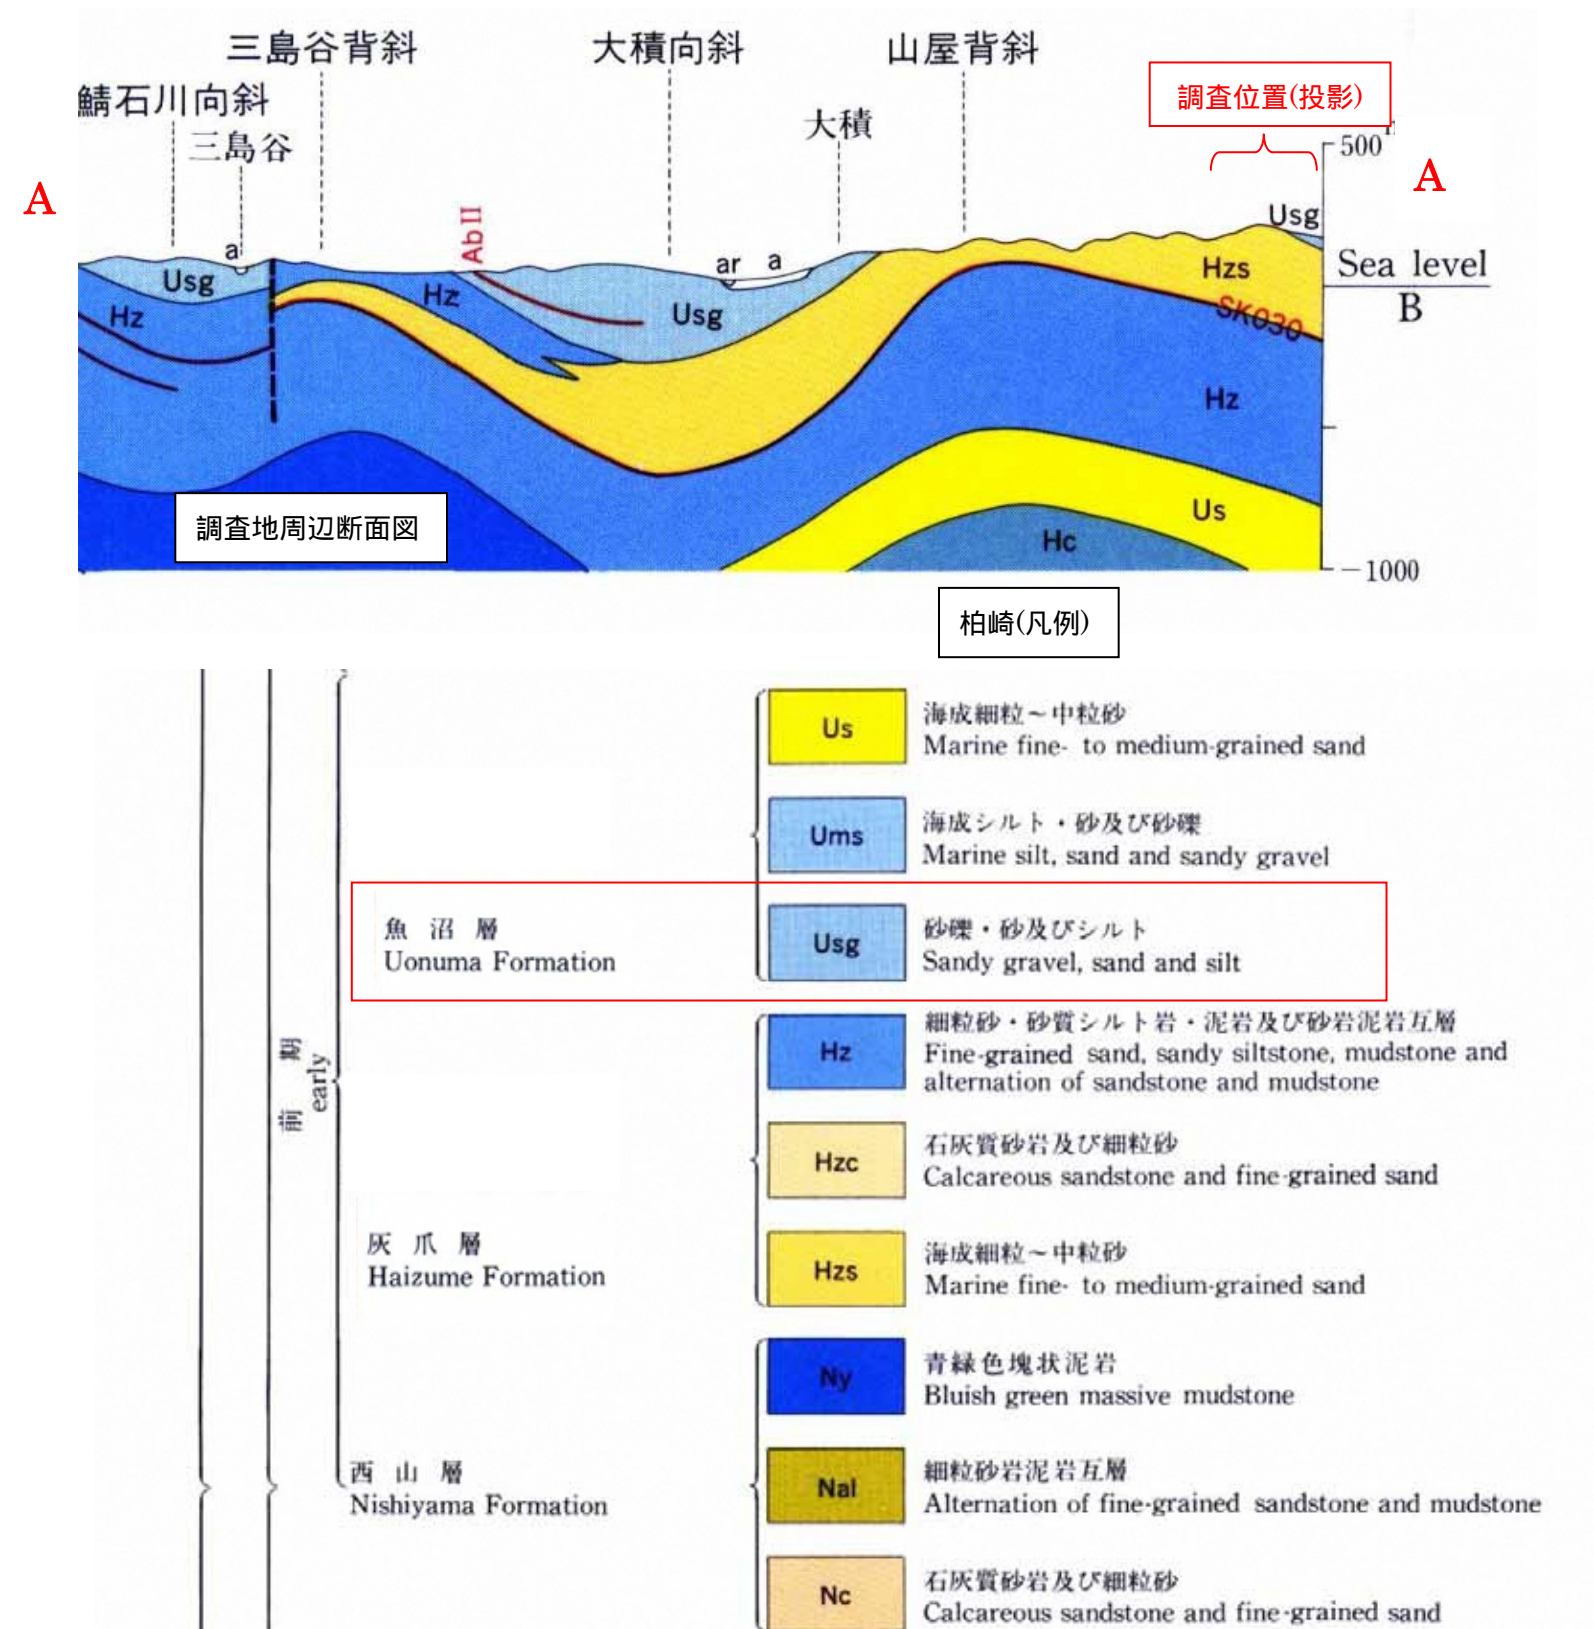 三島谷背斜
大積向斜
山屋背斜
鯖石川向斜
三島谷
大積
調査位置(投影)
500
A
A
Usg
a
Ab II
ar
a
Usg
Hz
Hz
Usg
Hzs
SK030
Sea level
B
Hz
Us
Hc
調査地周辺断面図
-1000
柏崎(凡例)
Us
海成細粒～中粒砂
Marine fine- to medium-grained sand
Ums
海成シルト・砂及び砂礫
Marine silt, sand and sandy gravel
魚沼層
Uonuma Formation
Usg
砂礫・砂及びシルト
Sandy gravel, sand and silt
前期
early
Hz
細粒砂・砂質シルト岩・泥岩及び砂岩泥岩互層
Fine-grained sand, sandy siltstone, mudstone and
alternation of sandstone and mudstone
Hzc
石灰質砂岩及び細粒砂
Calcareous sandstone and fine-grained sand
灰爪層
Haizume Formation
Hzs
海成細粒～中粒砂
Marine fine- to medium-grained sand
Ny
青緑色塊状泥岩
Bluish green massive mudstone
西山層
Nishiyama Formation
Nal
細粒砂岩泥岩互層
Alternation of fine-grained sandstone and mudstone
Nc
石灰質砂岩及び細粒砂
Calcareous sandstone and fine-grained sand